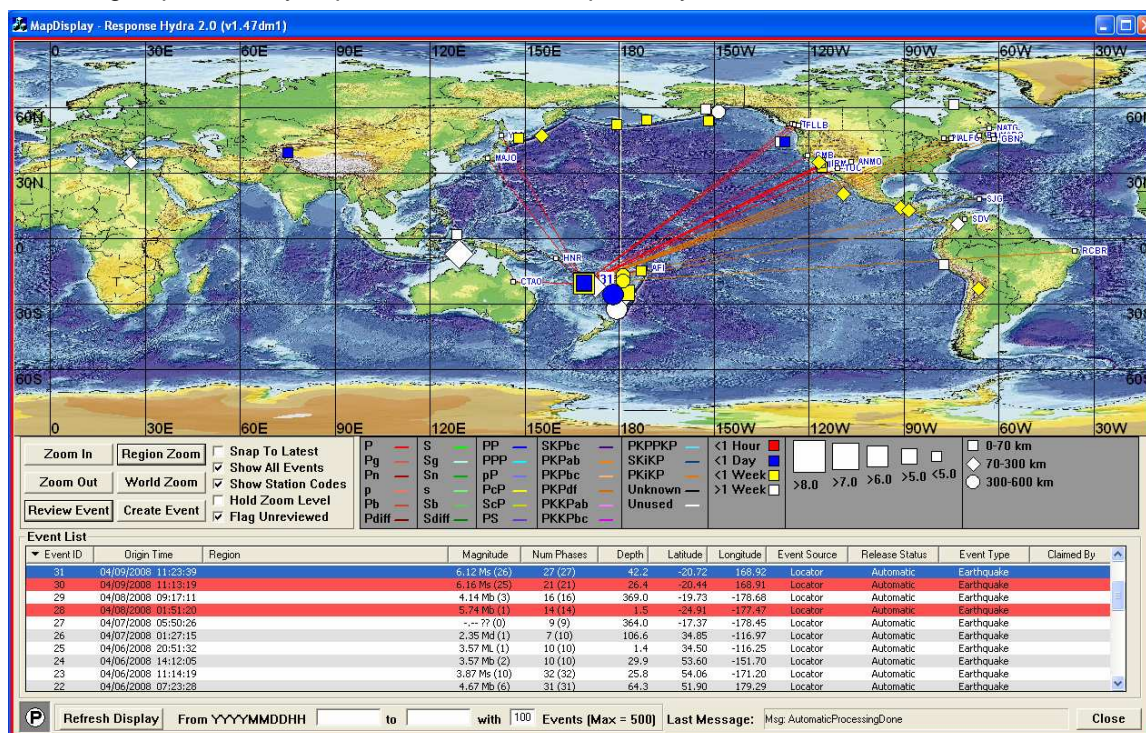 MapDisplay - Response Hydra 2.0 (v1.47dm1)
0 30E 60E 90E 120E 150E 180 150W 120W 90W 60W 30W
60N
MAJO
30N
ANMO
SJG
SDV
0
HNR
RCBR
CTAO
31
AFI
30S
60S
0 30E 60E 90E 120E 150E 180 150W 120W 90W 60W 30W
Zoom In Region Zoom Snap To Latest
Show All Events
Zoom Out World Zoom Show Station Codes
Hold Zoom Level
Review Event Create Event Flag Unreviewed
P S PP SKPbc PKPPKP <1 Hour 0-70 km
Pg Sg PPP PKPab SKiKP <1 Day 70-300 km
Pn Sn pP PKPbc PKiKP <1 Week >8.0 >7.0 >6.0 >5.0 <5.0 300-600 km
p s PcP PKPdf Unknown >1 Week
Pb Sb ScP PKKPab Unused
Pdiff Sdiff PS PKKPbc
Event List
Event ID Origin Time Region Magnitude Num Phases Depth Latitude Longitude Event Source Release Status Event Type Claimed By
31 04/09/2008 11:23:39 6.12 Ms (26) 27 (27) 42.2 -20.72 168.92 Locator Automatic Earthquake
30 04/09/2008 11:13:19 6.16 Ms (25) 21 (21) 26.4 -20.44 168.91 Locator Automatic Earthquake
29 04/08/2008 09:17:11 4.14 Mb (3) 16 (16) 369.0 -19.73 -178.68 Locator Automatic Earthquake
28 04/08/2008 01:51:20 5.74 Mb (1) 14 (14) 1.5 -24.91 -177.47 Locator Automatic Earthquake
27 04/07/2008 05:50:26 -.-- ?? (0) 9 (9) 364.0 -17.37 -178.45 Locator Automatic Earthquake
26 04/07/2008 01:27:15 2.35 Md (1) 7 (10) 106.6 34.85 -116.97 Locator Automatic Earthquake
25 04/06/2008 20:51:32 3.57 ML (1) 10 (10) 1.4 34.50 -116.25 Locator Automatic Earthquake
24 04/06/2008 14:12:05 3.57 Mb (2) 10 (10) 29.9 53.60 -151.70 Locator Automatic Earthquake
23 04/06/2008 11:14:19 3.87 Ms (10) 32 (32) 25.8 54.06 -171.20 Locator Automatic Earthquake
22 04/06/2008 07:23:28 4.67 Mb (6) 31 (31) 64.3 51.90 179.29 Locator Automatic Earthquake
P Refresh Display From YYYYMMDDHH to with 100 Events (Max = 500) Last Message: Msg: AutomaticProcessingDone Close